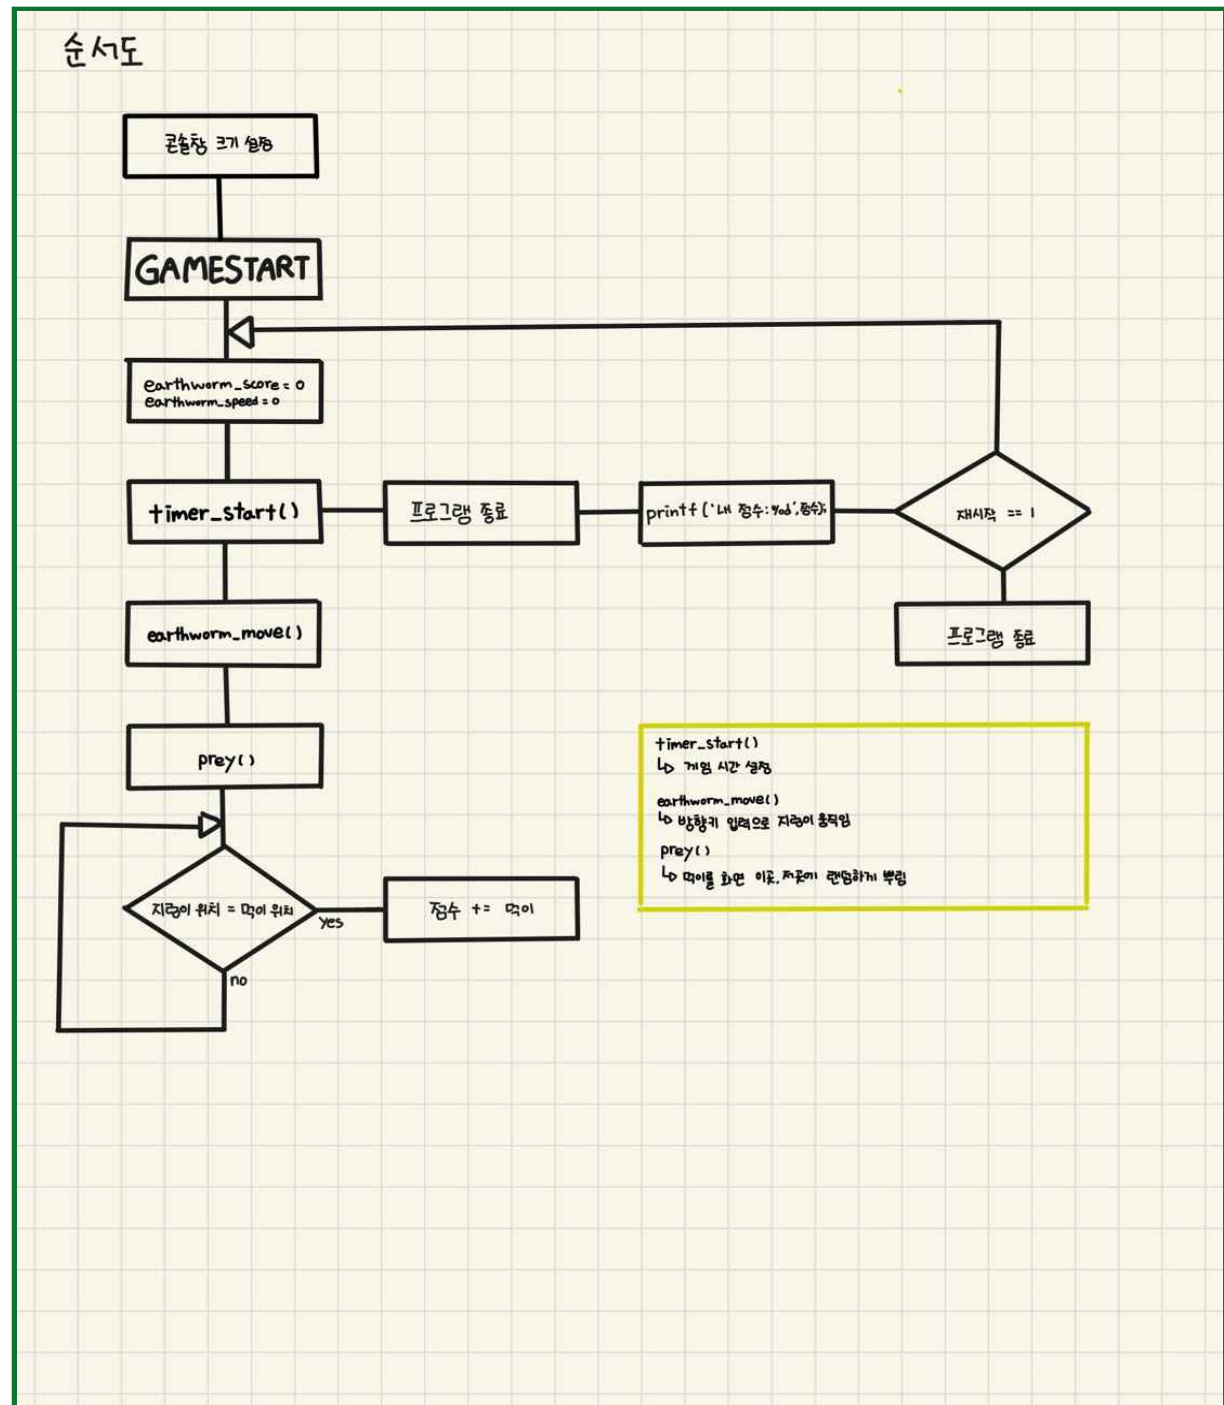 순서도
콘솔창 크기 설정
GAMESTART
earthworm_score = 0
earthworm_speed = 0
timer_start()
프로그램 종료
printf('내 점수:%d',점수);
재시작 == 1
earthworm_move()
프로그램 종료
prey()
timer_start()
↳ 게임 시간 설정
earthworm_move()
↳ 방향키 입력으로 지렁이 움직임
prey()
↳ 먹이를 화면 이곳,저곳에 랜덤하게 뿌림
지렁이 위치 = 먹이 위치
yes
점수 += 먹이
no